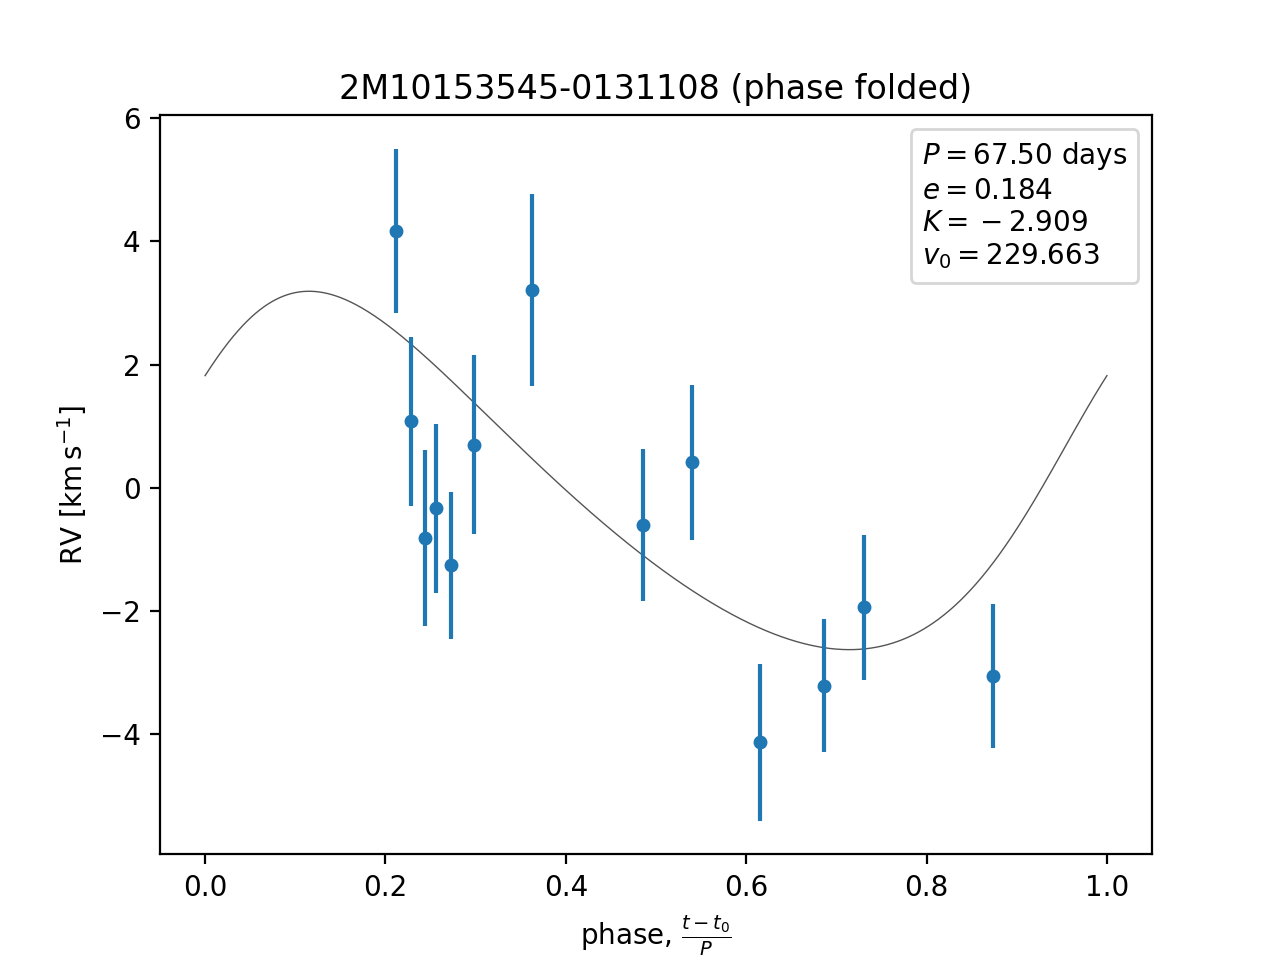 2M10153545-0131108 (phase folded)
P = 67.50 days
e = 0.184
K = − 2.909
v₀ = 229.663
6
4
2
0
−2
−4
RV [km s⁻¹]
0.0 0.2 0.4 0.6 0.8 1.0
phase, (t − t₀)/P